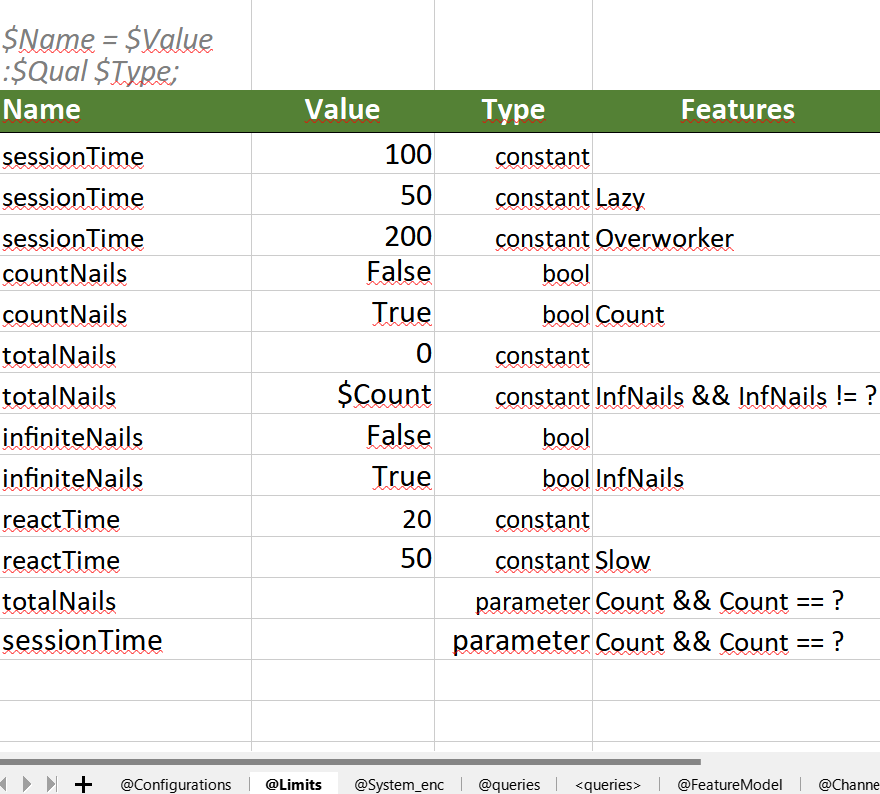 $Name = $Value
:$Qual $Type;
Name Value Type Features
sessionTime 100 constant
sessionTime 50 constant Lazy
sessionTime 200 constant Overworker
countNails False bool
countNails True bool Count
totalNails 0 constant
totalNails $Count constant InfNails && InfNails != ?
infiniteNails False bool
infiniteNails True bool InfNails
reactTime 20 constant
reactTime 50 constant Slow
totalNails parameter Count && Count == ?
sessionTime parameter Count && Count == ?
@Configurations @Limits @System_enc @queries <queries> @FeatureModel @Channe